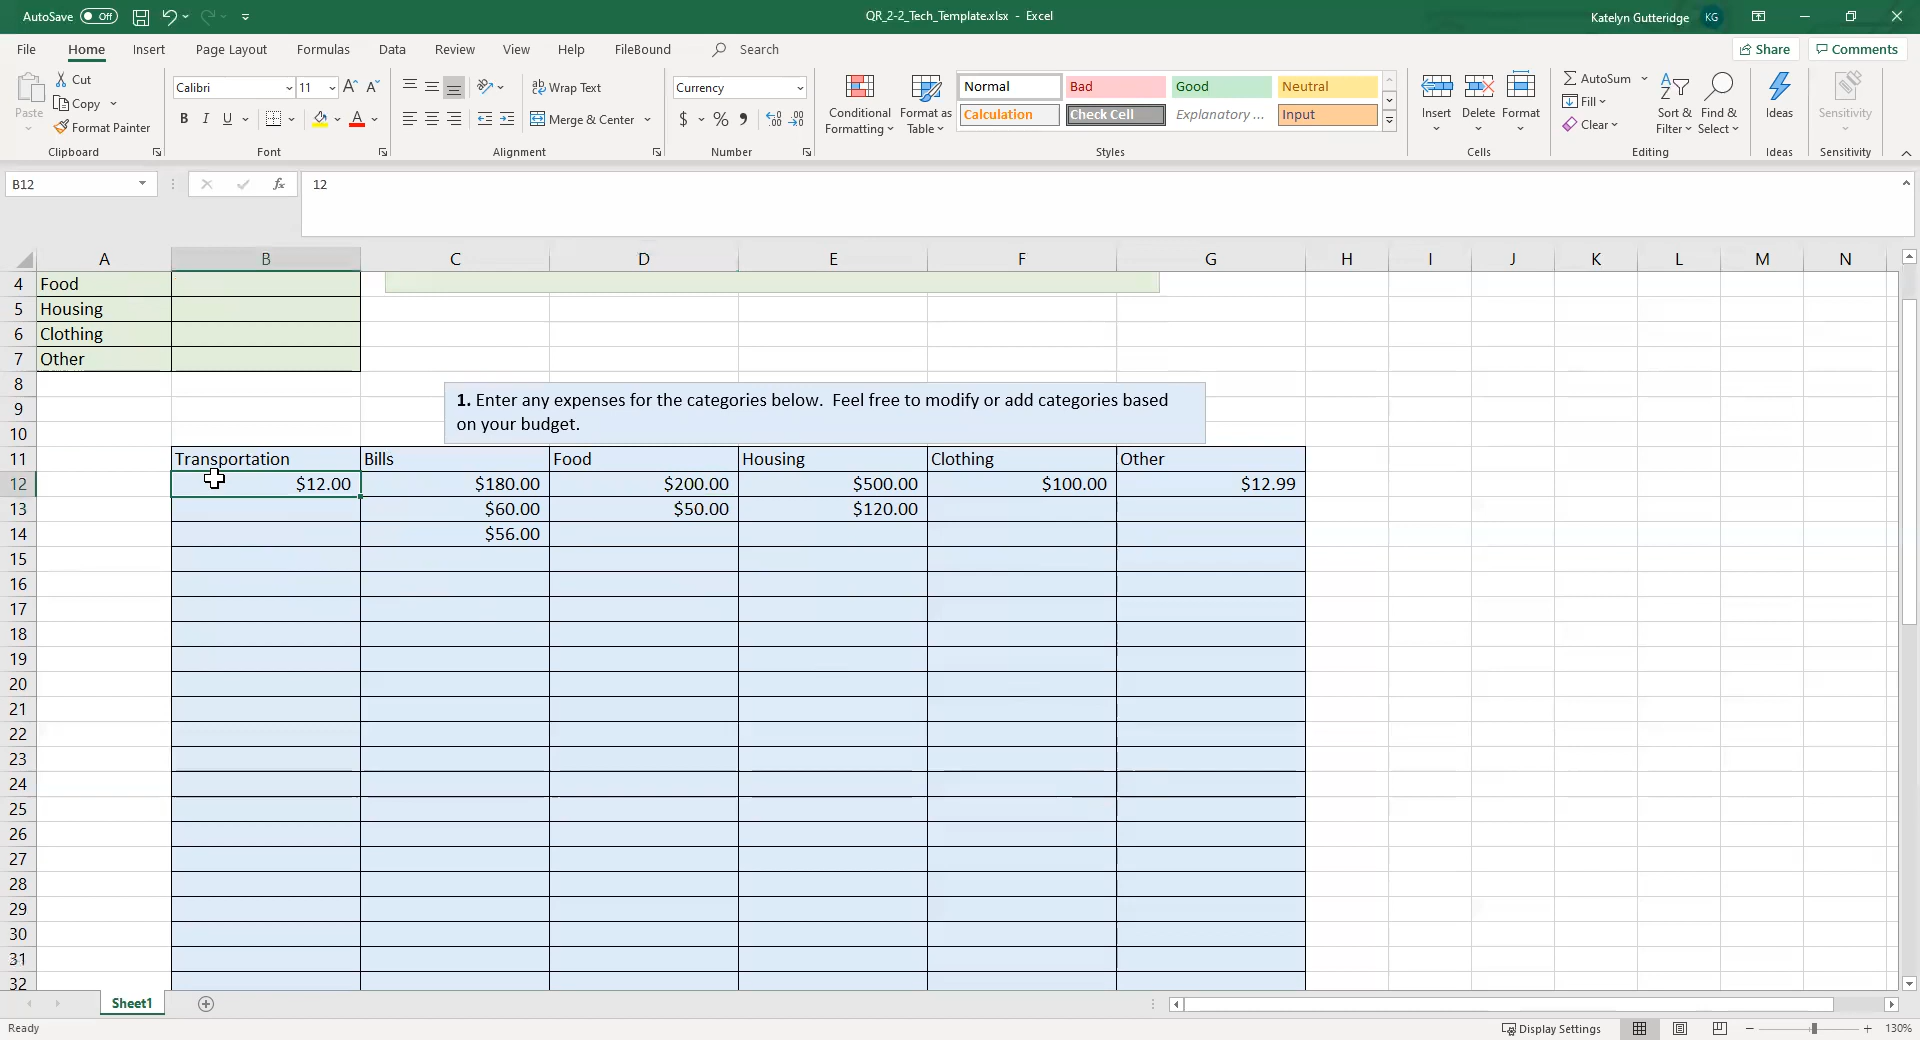 AutoSave Off QR_2-2_Tech_Template.xlsx - Excel Katelyn Gutteridge KG
File Home Insert Page Layout Formulas Data Review View Help FileBound Search Share Comments
Paste Cut Copy Format Painter Clipboard
Calibri 11 A A B I U A Font
ab Wrap Text Merge & Center Alignment
Currency $ % 9 Number
Conditional Formatting Format as Table
Normal Bad Good Neutral
Calculation Check Cell Explanatory ... Input
Styles
Insert Delete Format Cells
AutoSum Fill Clear Sort & Filter Find & Select Editing
Ideas Ideas
Sensitivity Sensitivity
B12 fx 12
A B C D E F G H I J K L M N
4 Food
5 Housing
6 Clothing
7 Other
8
9
10
1. Enter any expenses for the categories below. Feel free to modify or add categories based
on your budget.
11 Transportation Bills Food Housing Clothing Other
12 $12.00 $180.00 $200.00 $500.00 $100.00 $12.99
13 $60.00 $50.00 $120.00
14 $56.00
15
16
17
18
19
20
21
22
23
24
25
26
27
28
29
30
31
32
Sheet1
Ready Display Settings 130%